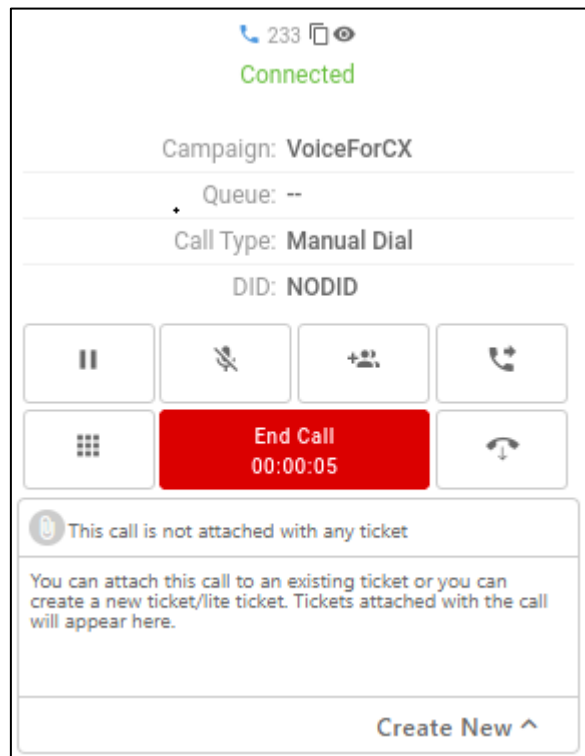 233
Connected
Campaign: VoiceForCX
Queue: --
Call Type: Manual Dial
DID: NODID
End Call
00:00:05
This call is not attached with any ticket
You can attach this call to an existing ticket or you can
create a new ticket/lite ticket. Tickets attached with the call
will appear here.
Create New